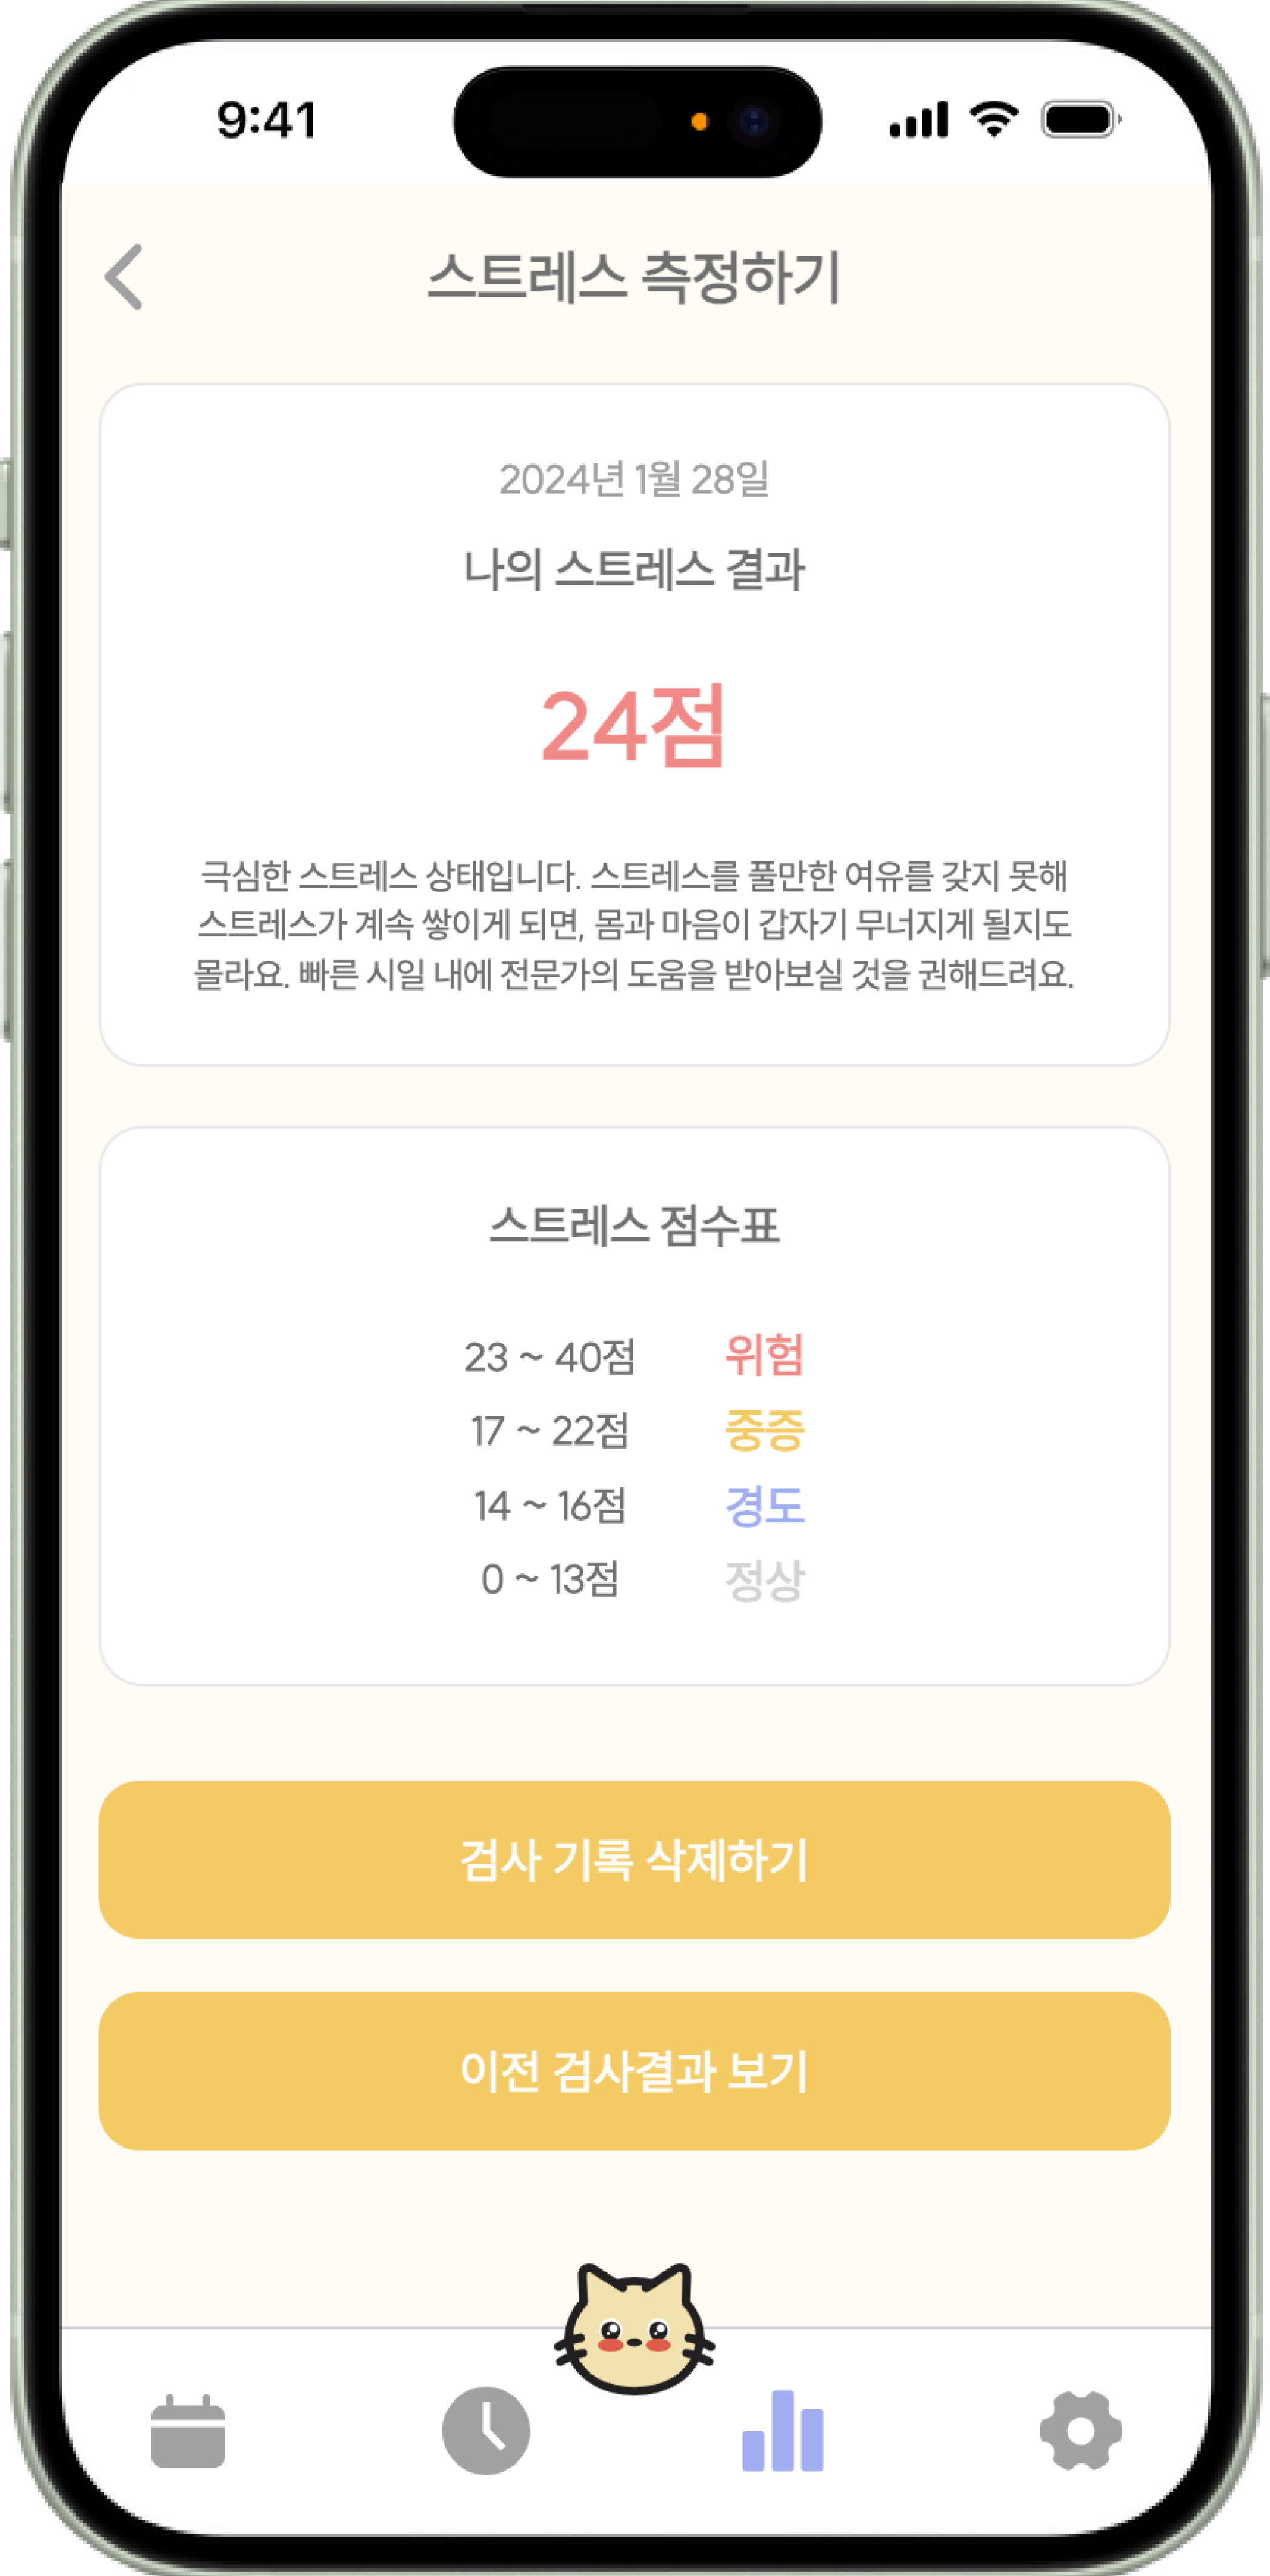 9:41
스트레스 측정하기
2024년 1월 28일
나의 스트레스 결과
24점
극심한 스트레스 상태입니다. 스트레스를 풀만한 여유를 갖지 못해
스트레스가 계속 쌓이게 되면, 몸과 마음이 갑자기 무너지게 될지도
몰라요. 빠른 시일 내에 전문가의 도움을 받아보실 것을 권해드려요.
스트레스 점수표
23 ~ 40점 위험
17 ~ 22점 중증
14 ~ 16점 경도
0 ~ 13점 정상
검사 기록 삭제하기
이전 검사결과 보기